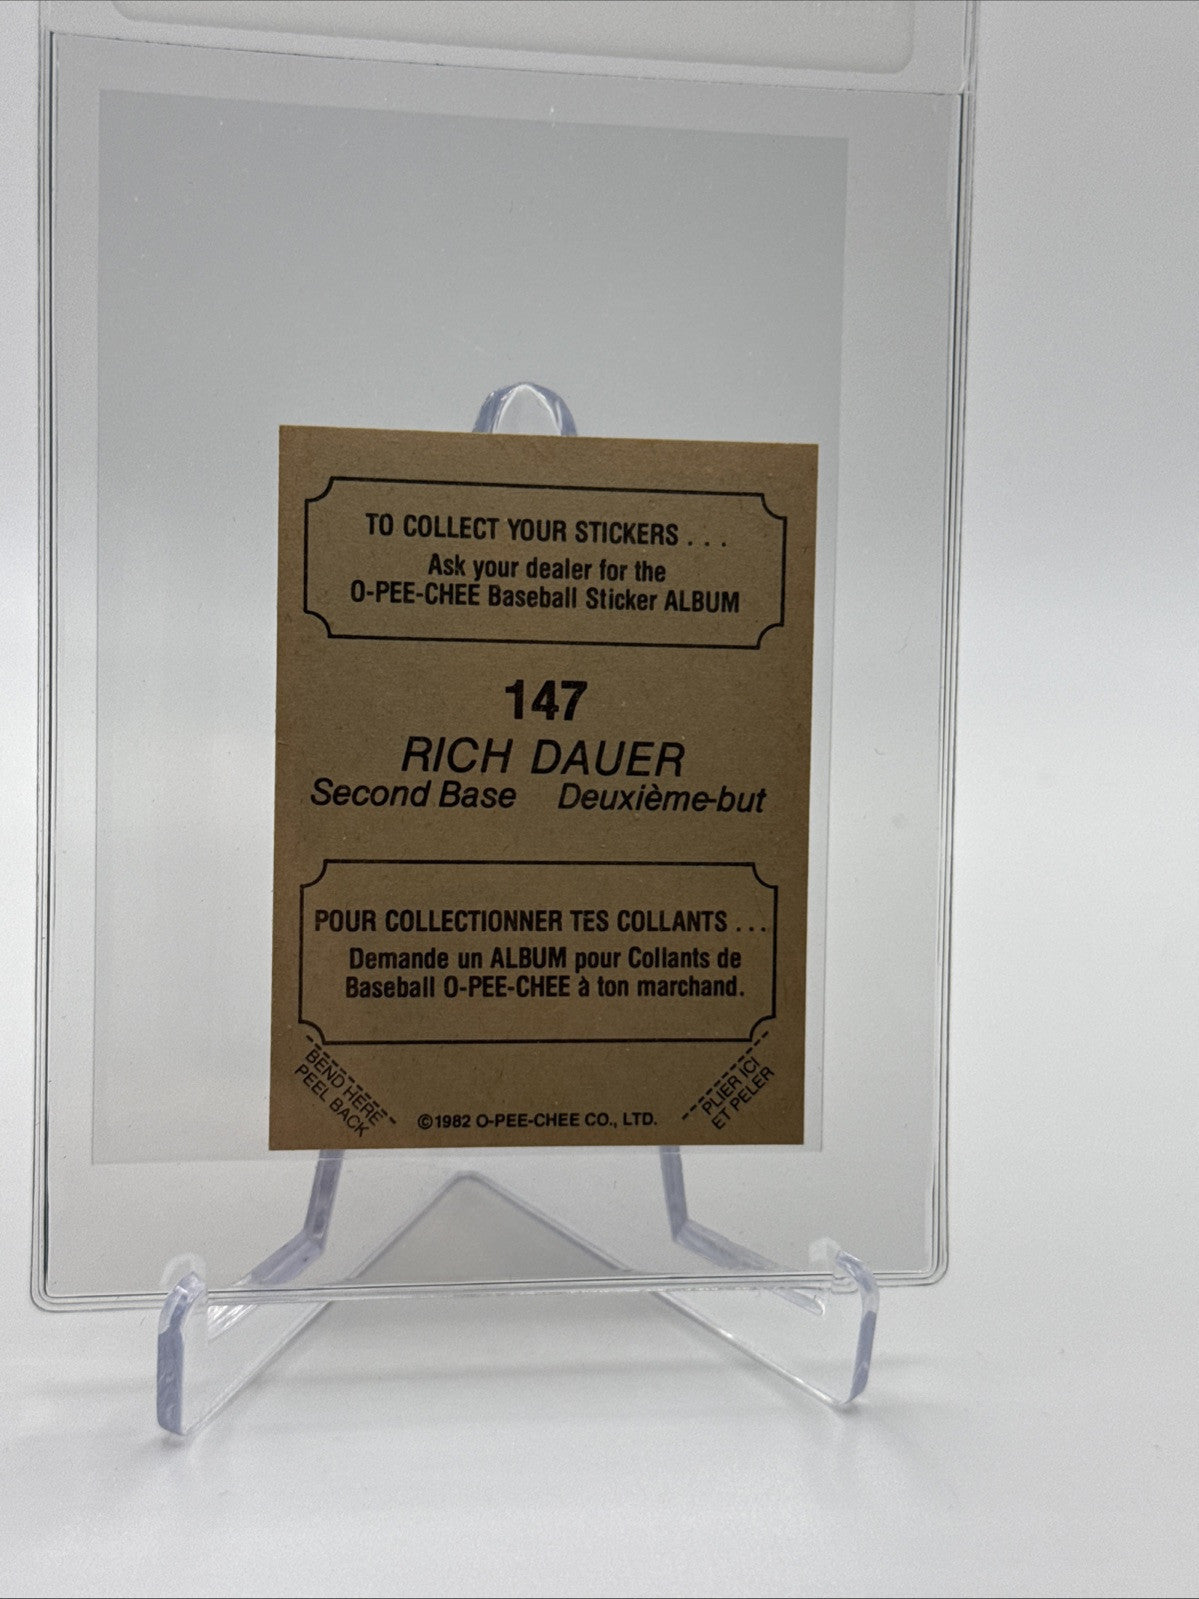 TO COLLECT YOUR STICKERS . . .
Ask your dealer for the
O-PEE-CHEE Baseball Sticker ALBUM
147
RICH DAUER
Second Base Deuxième-but
POUR COLLECTIONNER TES COLLANTS . . .
Demande un ALBUM pour Collants de
Baseball O-PEE-CHEE à ton marchand.
BEND HERE
PEEL BACK
©1982 O-PEE-CHEE CO., LTD.
PLIER ICI
ET PELER